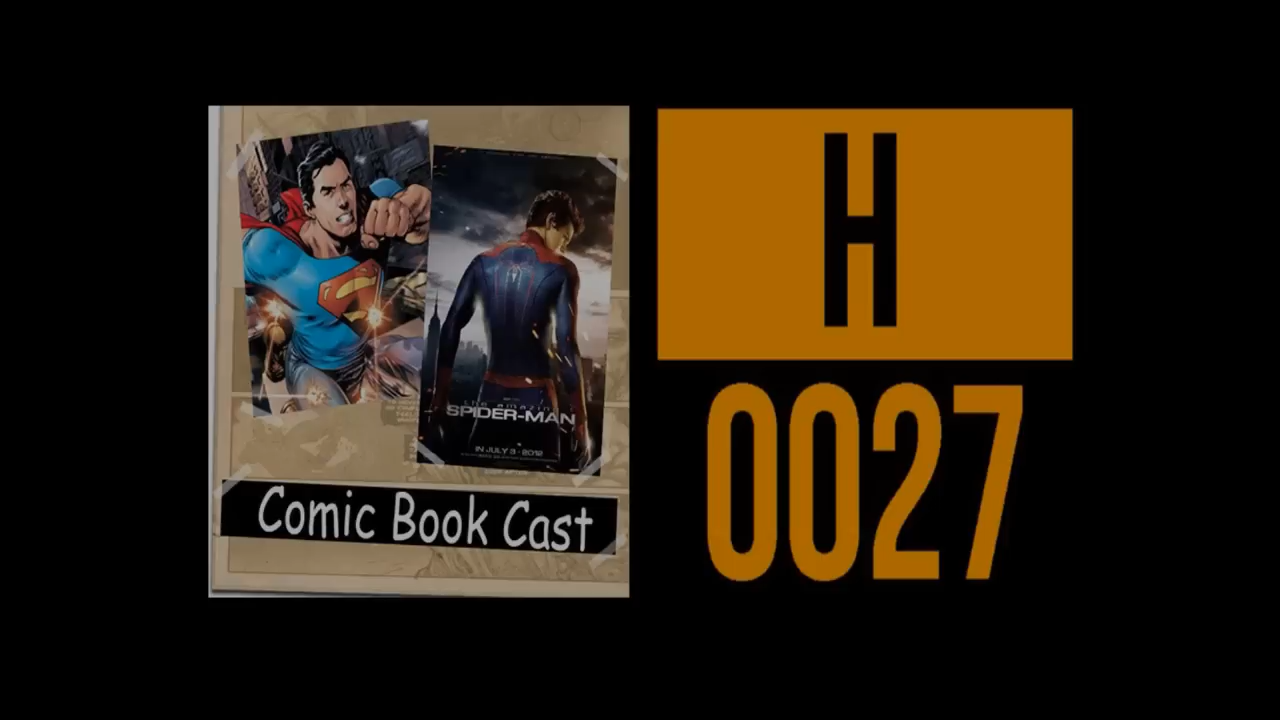 the amazing
SPIDER-MAN
IN JULY 3 · 2012
Comic Book Cast
H
0027